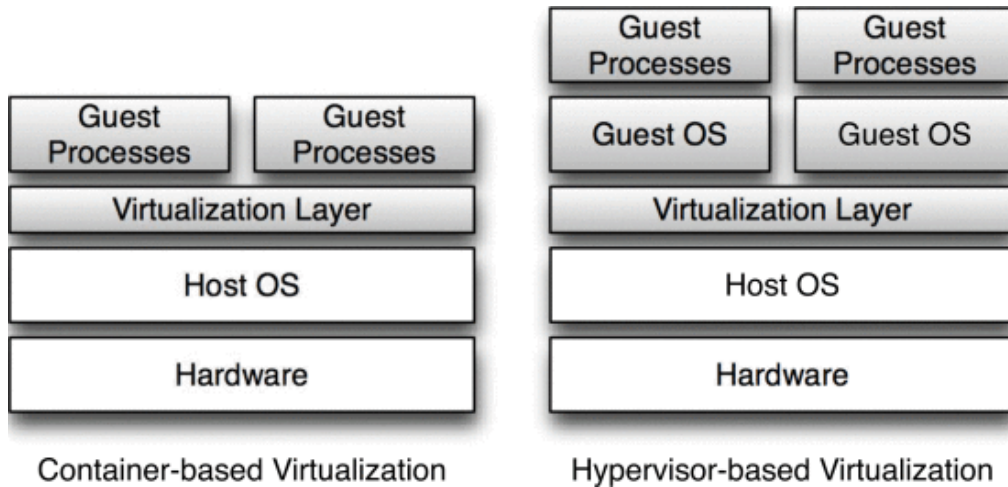 Guest
Processes
Guest
Processes
Virtualization Layer
Host OS
Hardware
Container-based Virtualization
Guest
Processes
Guest
Processes
Guest OS
Guest OS
Virtualization Layer
Host OS
Hardware
Hypervisor-based Virtualization